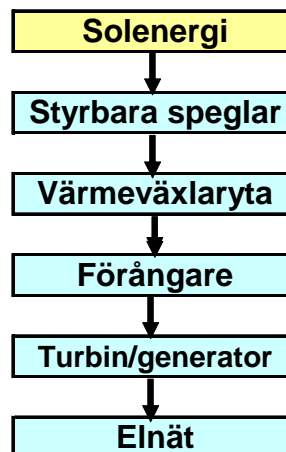 Solenergi
Styrbara speglar
Värmeväxlaryta
Förångare
Turbin/generator
Elnät